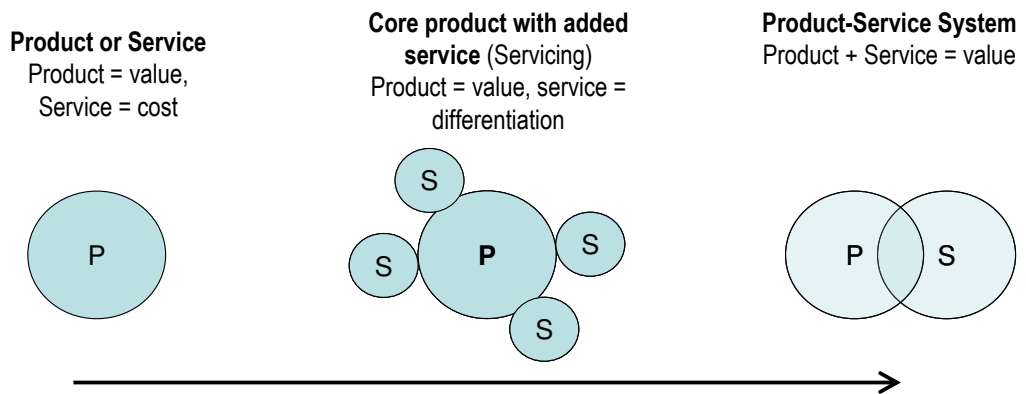 Product or Service
Product = value,
Service = cost
Core product with added
service (Servicing)
Product = value, service =
differentiation
Product-Service System
Product + Service = value
P
S
S
P
S
S
P
S